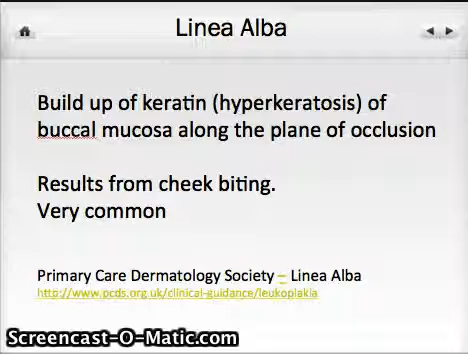 Linea Alba
Build up of keratin (hyperkeratosis) of
buccal mucosa along the plane of occlusion
Results from cheek biting.
Very common
Primary Care Dermatology Society – Linea Alba
http://www.pcds.org.uk/clinical-guidance/leukoplakia
Screencast-O-Matic.com